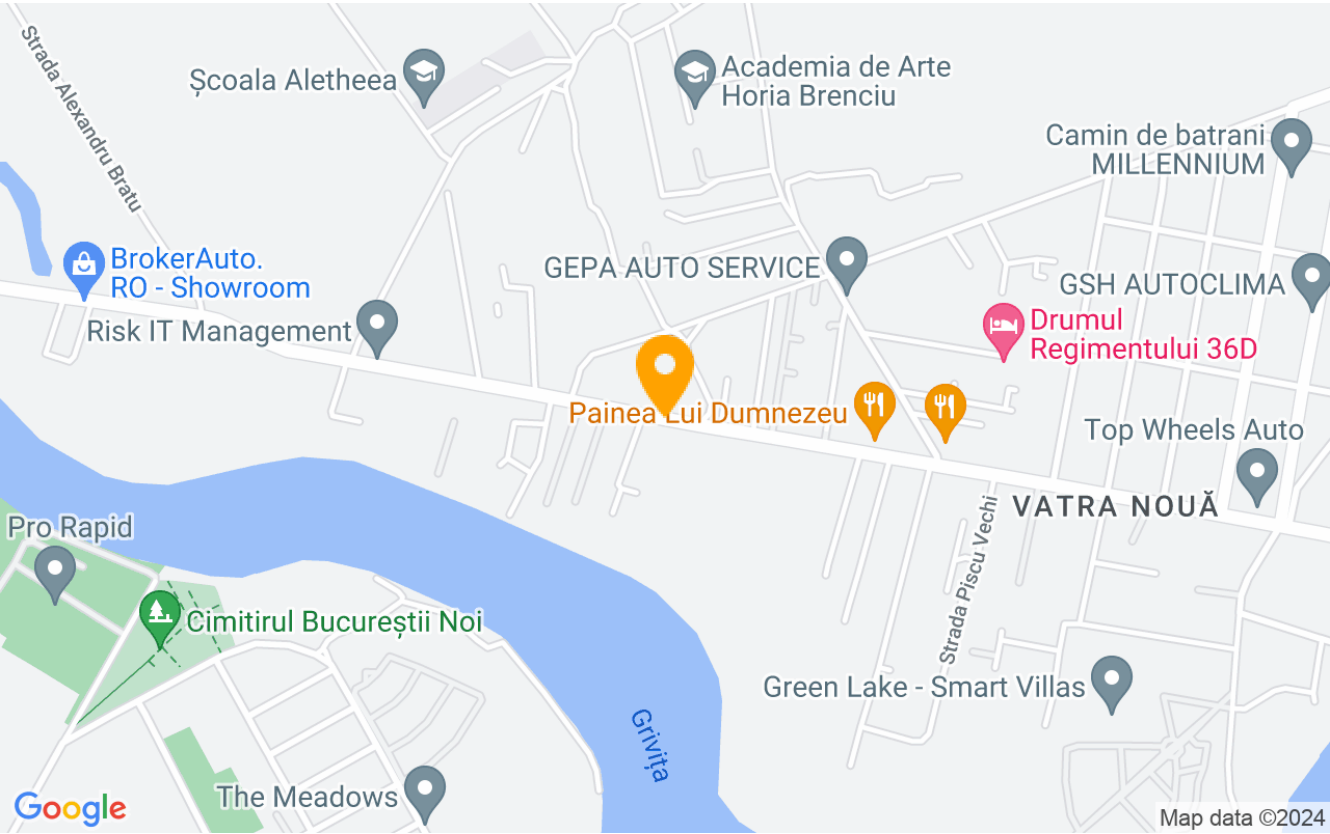 Strada Alexandru Bratu
Școala Aletheea
Academia de Arte
Horia Brenciu
Camin de batrani
MILLENNIUM
BrokerAuto.
RO - Showroom
GEPA AUTO SERVICE
GSH AUTOCLIMA
Risk IT Management
Drumul
Regimentului 36D
Painea Lui Dumnezeu
Top Wheels Auto
VATRA NOUĂ
Pro Rapid
Strada Piscu Vechi
Cimitirul Bucureștii Noi
Green Lake - Smart Villas
Grivița
The Meadows
Google
Map data ©2024